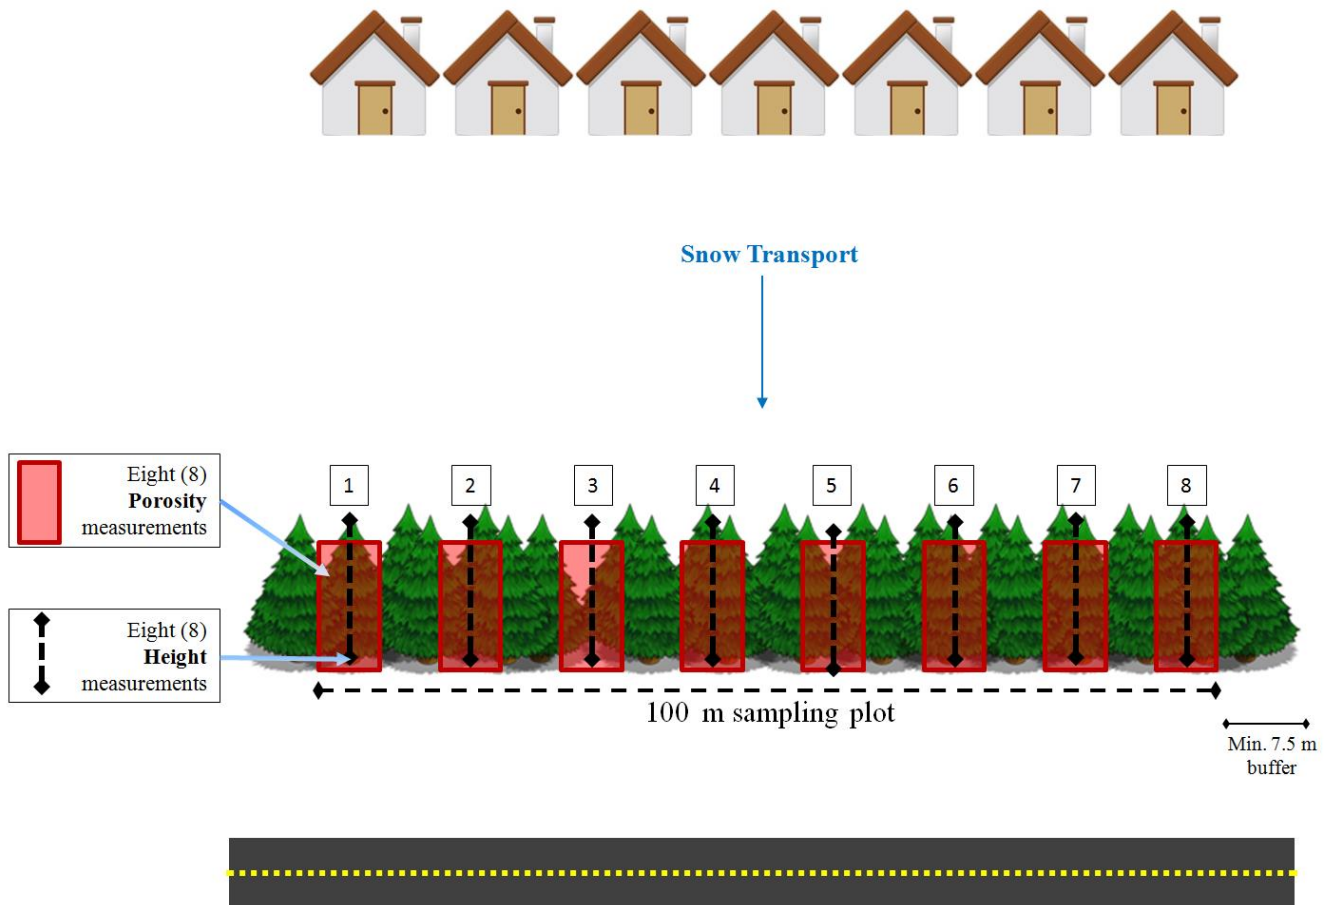 Snow Transport
Eight (8)
Porosity
measurements
1
2
3
4
5
6
7
8
Eight (8)
Height
measurements
100 m sampling plot
Min. 7.5 m
buffer